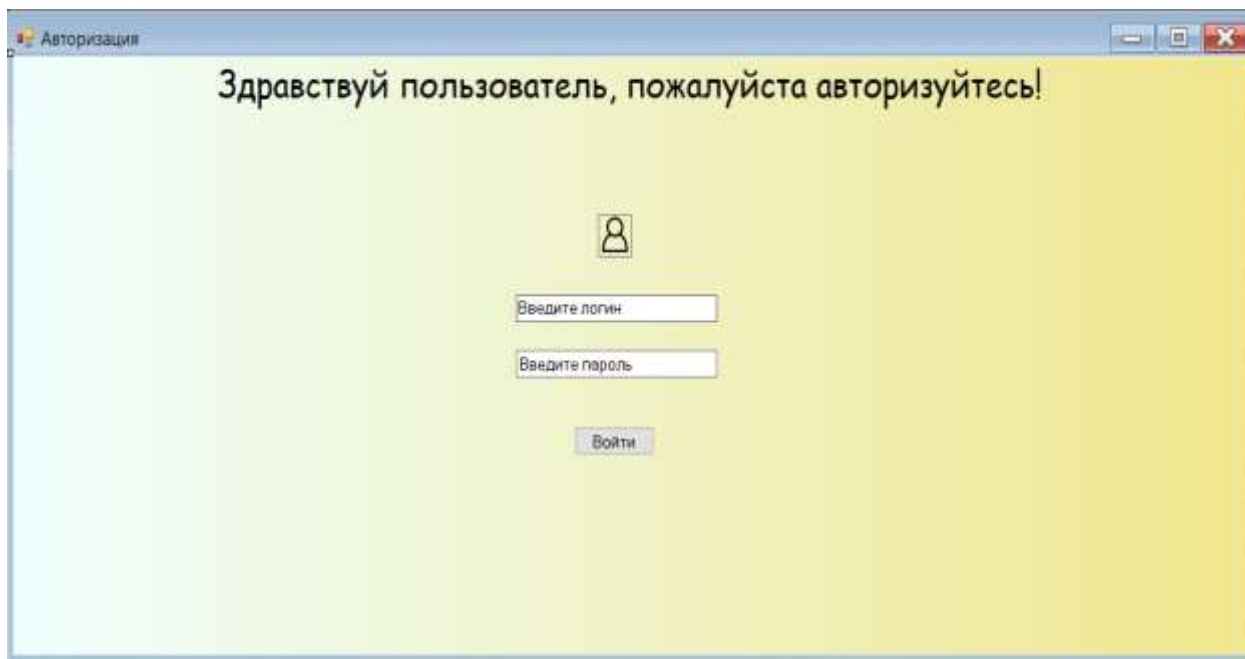 Авторизация
Здравствуй пользователь, пожалуйста авторизуйтесь!
Введите логин
Введите пароль
Войти